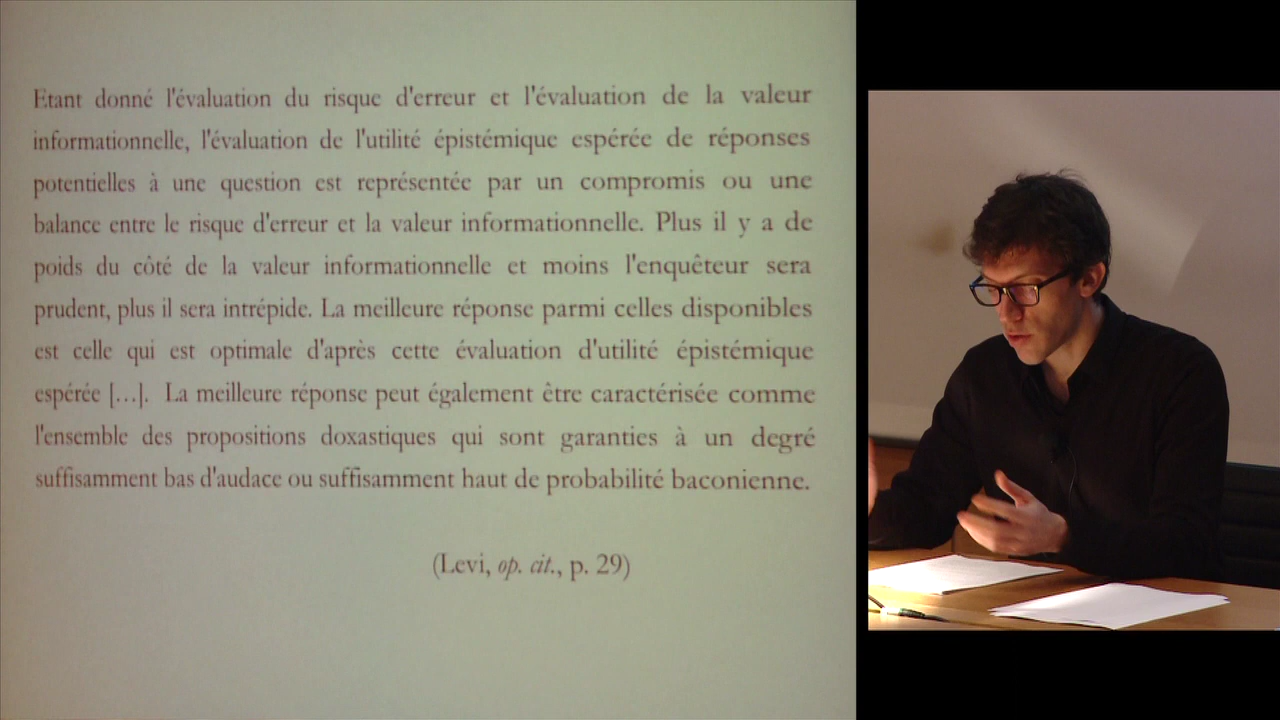 Etant donné l'évaluation du risque d'erreur et l'évaluation de la valeur
informationnelle, l'évaluation de l'utilité épistémique espérée de réponses
potentielles à une question est représentée par un compromis ou une
balance entre le risque d'erreur et la valeur informationnelle. Plus il y a de
poids du côté de la valeur informationnelle et moins l'enquêteur sera
prudent, plus il sera intrépide. La meilleure réponse parmi celles disponibles
est celle qui est optimale d'après cette évaluation d'utilité épistémique
espérée [...]. La meilleure réponse peut également être caractérisée comme
l'ensemble des propositions doxastiques qui sont garanties à un degré
suffisamment bas d'audace ou suffisamment haut de probabilité baconienne.
(Levi, op. cit., p. 29)